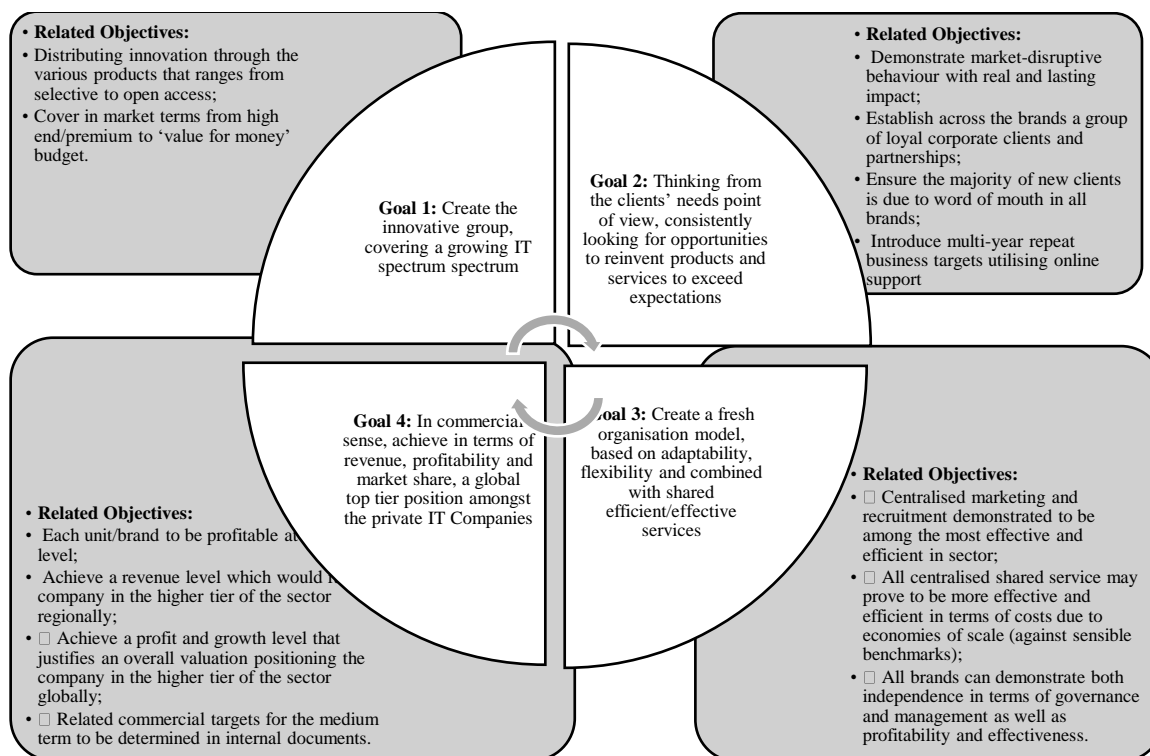 • Related Objectives:
• Distributing innovation through the
various products that ranges from
selective to open access;
• Cover in market terms from high
end/premium to ‘value for money’
budget.
• Related Objectives:
• Demonstrate market-disruptive
behaviour with real and lasting
impact;
• Establish across the brands a group
of loyal corporate clients and
partnerships;
• Ensure the majority of new clients
is due to word of mouth in all
brands;
• Introduce multi-year repeat
business targets utilising online
support
Goal 1: Create the
innovative group,
covering a growing IT
spectrum spectrum
Goal 2: Thinking from
the clients’ needs point
of view, consistently
looking for opportunities
to reinvent products and
services to exceed
expectations
Goal 4: In commercial
sense, achieve in terms of
revenue, profitability and
market share, a global
top tier position amongst
the private IT Companies
Goal 3: Create a fresh
organisation model,
based on adaptability,
flexibility and combined
with shared
efficient/effective
services
• Related Objectives:
• Each unit/brand to be profitable at
level;
• Achieve a revenue level which would
company in the higher tier of the sector
regionally;
• □ Achieve a profit and growth level that
justifies an overall valuation positioning the
company in the higher tier of the sector
globally;
• □ Related commercial targets for the medium
term to be determined in internal documents.
• Related Objectives:
• □ Centralised marketing and
recruitment demonstrated to be
among the most effective and
efficient in sector;
• □ All centralised shared service may
prove to be more effective and
efficient in terms of costs due to
economies of scale (against sensible
benchmarks);
• □ All brands can demonstrate both
independence in terms of governance
and management as well as
profitability and effectiveness.